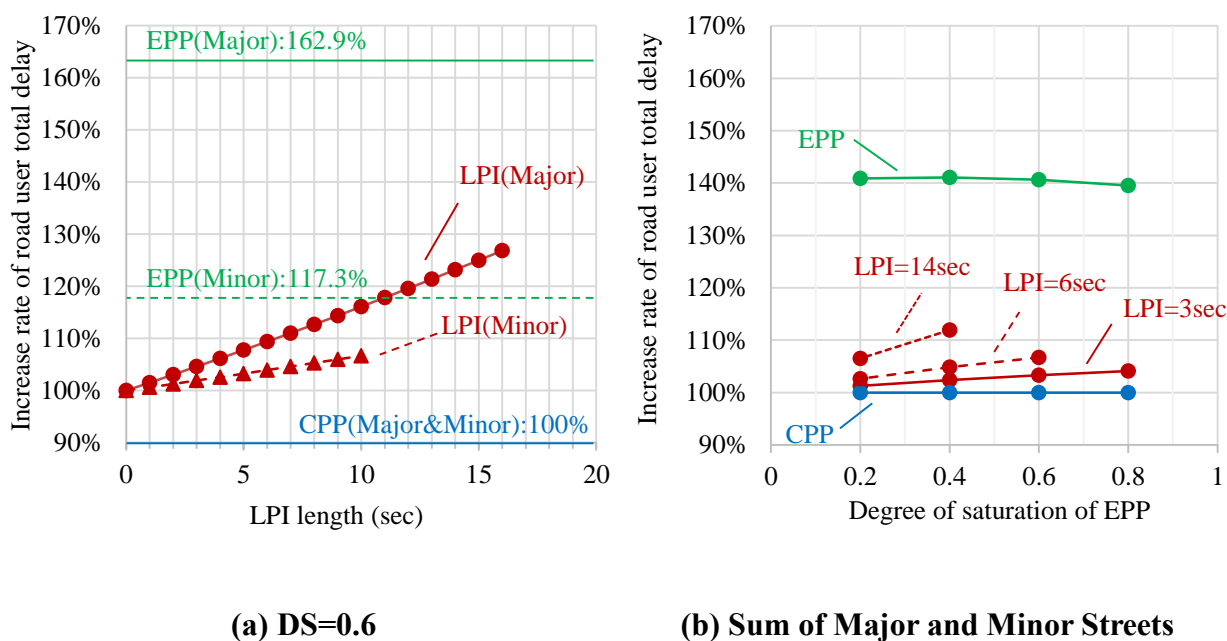 Increase rate of road user total delay
170%
160%
150%
140%
130%
120%
110%
100%
90%
EPP(Major):162.9%
LPI(Major)
EPP(Minor):117.3%
LPI(Minor)
CPP(Major&Minor):100%
0
5
10
15
20
LPI length (sec)
(a) DS=0.6
Increase rate of road user total delay
170%
160%
150%
140%
130%
120%
110%
100%
90%
EPP
LPI=14sec
LPI=6sec
LPI=3sec
CPP
0
0.2
0.4
0.6
0.8
1
Degree of saturation of EPP
(b) Sum of Major and Minor Streets